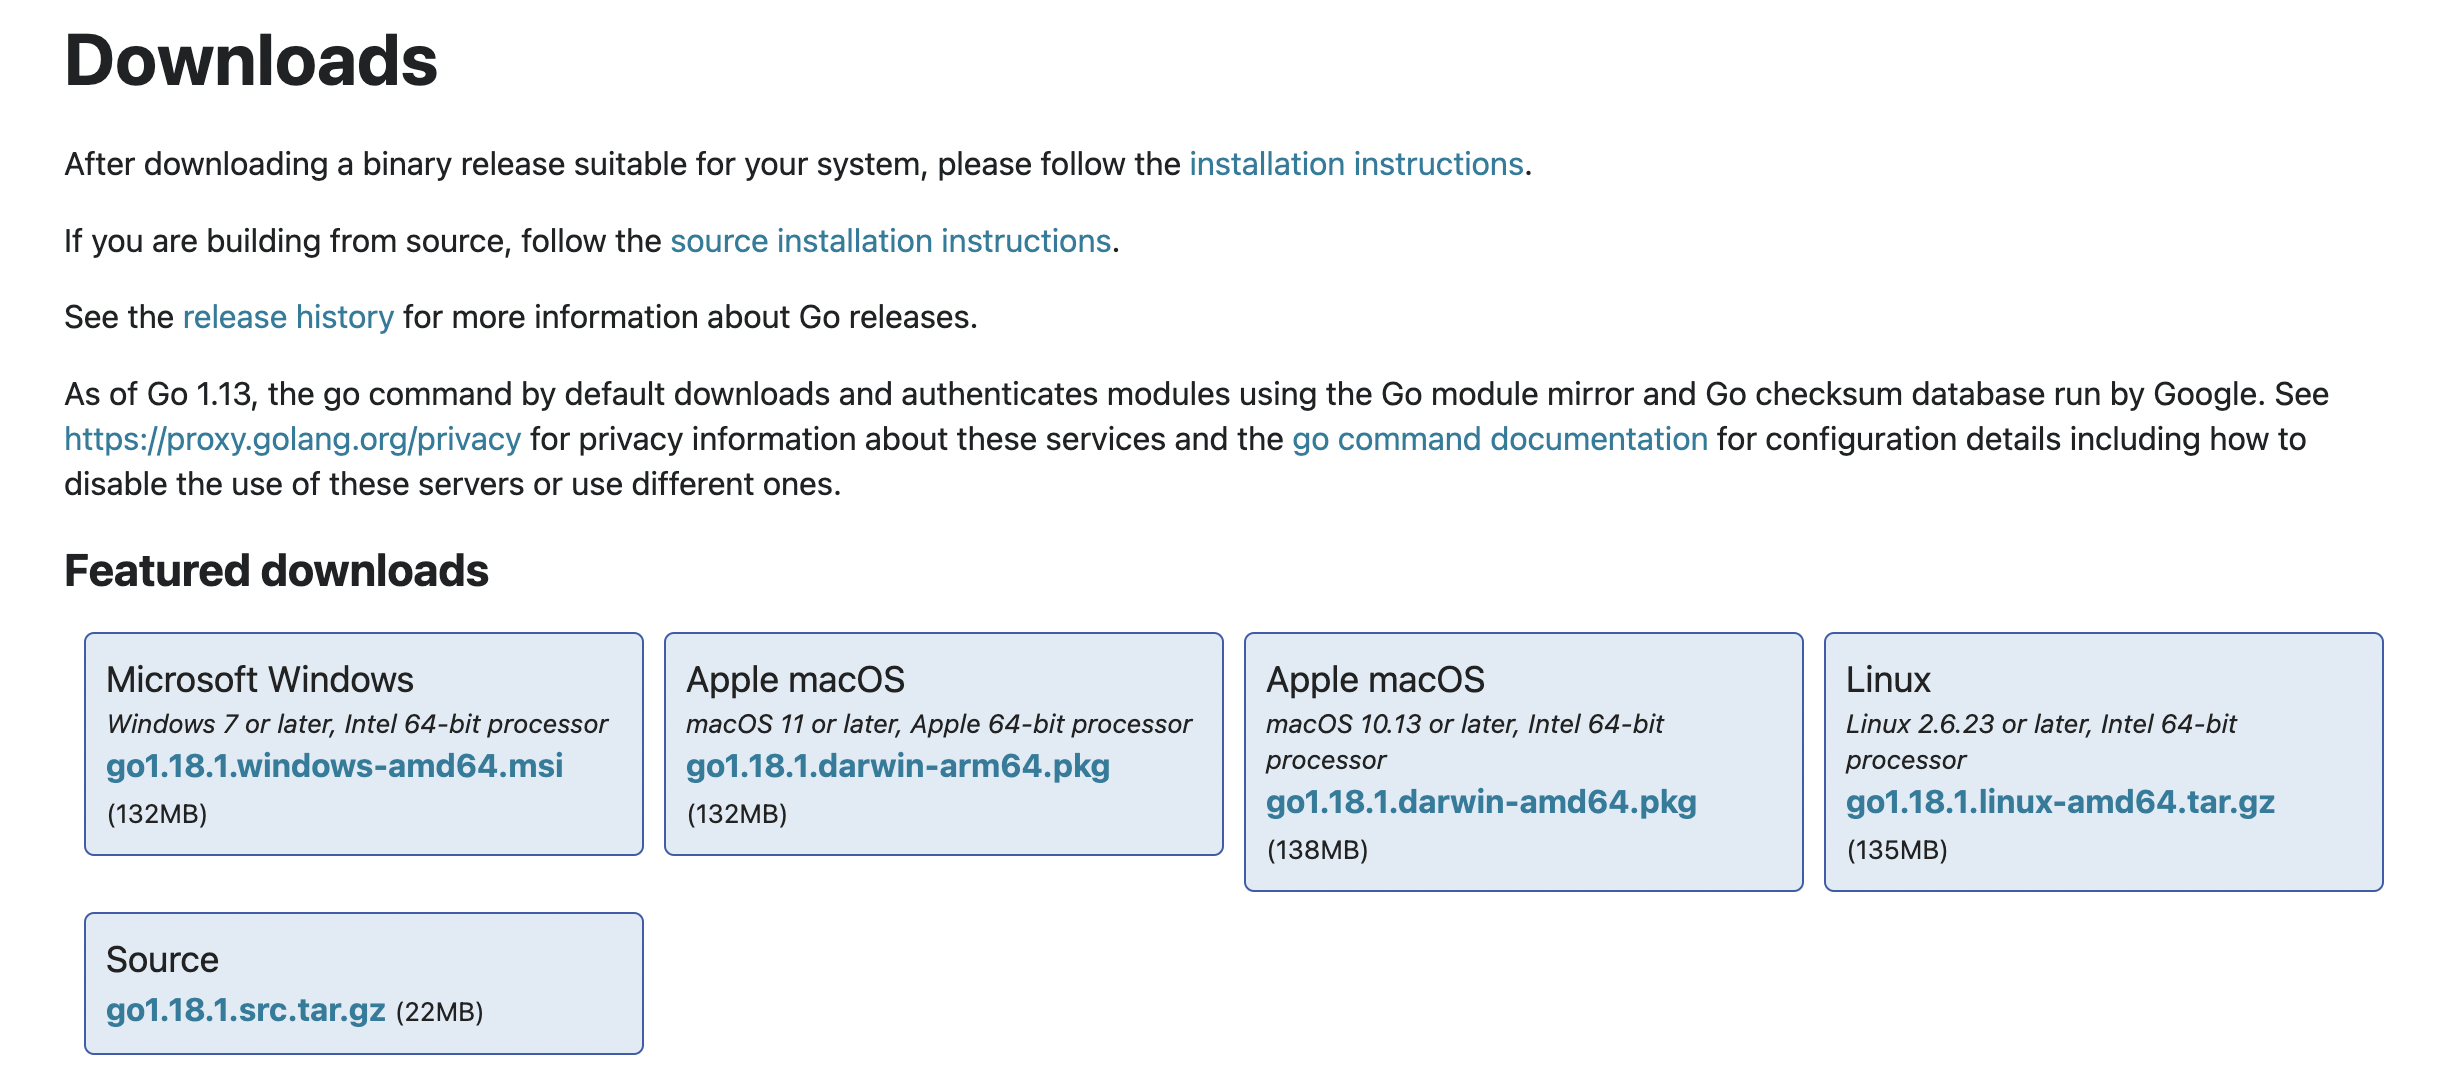 Downloads
After downloading a binary release suitable for your system, please follow the installation instructions.
If you are building from source, follow the source installation instructions.
See the release history for more information about Go releases.
As of Go 1.13, the go command by default downloads and authenticates modules using the Go module mirror and Go checksum database run by Google. See
https://proxy.golang.org/privacy for privacy information about these services and the go command documentation for configuration details including how to
disable the use of these servers or use different ones.
Featured downloads
Microsoft Windows
Windows 7 or later, Intel 64-bit processor
go1.18.1.windows-amd64.msi
(132MB)
Apple macOS
macOS 11 or later, Apple 64-bit processor
go1.18.1.darwin-arm64.pkg
(132MB)
Apple macOS
macOS 10.13 or later, Intel 64-bit
processor
go1.18.1.darwin-amd64.pkg
(138MB)
Linux
Linux 2.6.23 or later, Intel 64-bit
processor
go1.18.1.linux-amd64.tar.gz
(135MB)
Source
go1.18.1.src.tar.gz (22MB)